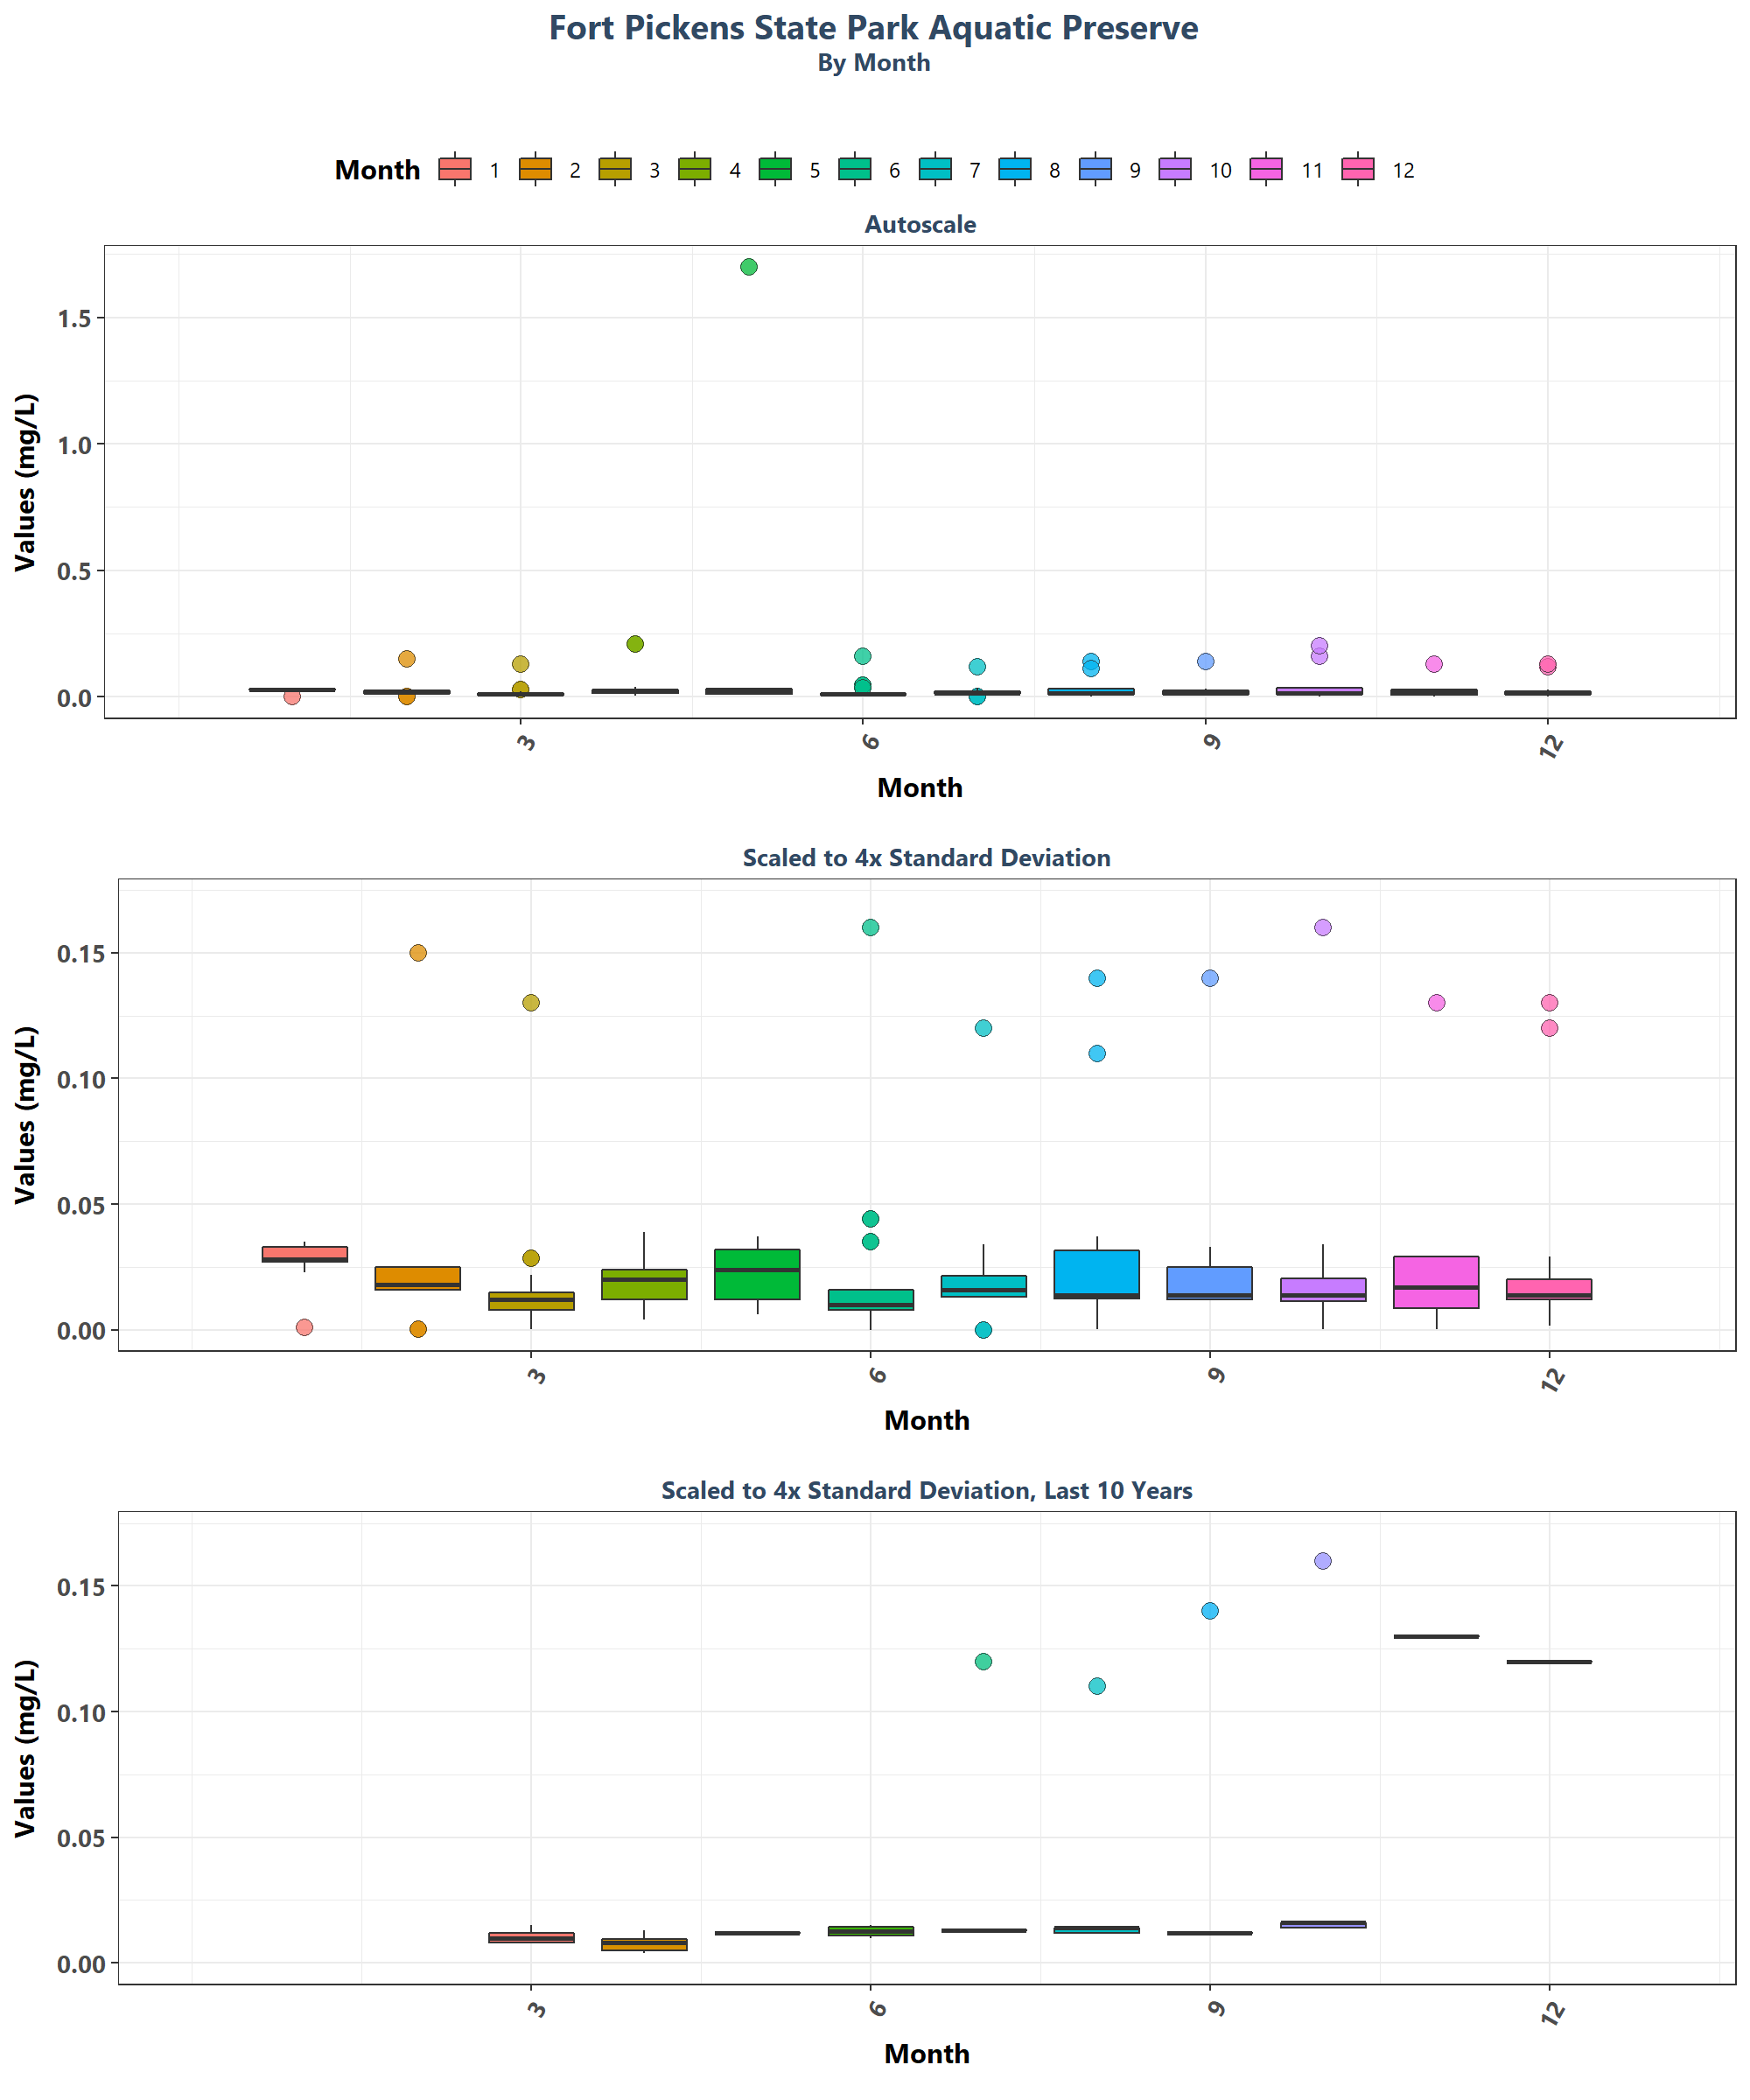 Fort Pickens State Park Aquatic Preserve
By Month
Month 1 2 3 4 5 6 7 8 9 10 11 12
Autoscale
Values (mg/L)
1.5
1.0
0.5
0.0
3 6 9 12
Month
Scaled to 4x Standard Deviation
Values (mg/L)
0.15
0.10
0.05
0.00
3 6 9 12
Month
Scaled to 4x Standard Deviation, Last 10 Years
Values (mg/L)
0.15
0.10
0.05
0.00
3 6 9 12
Month